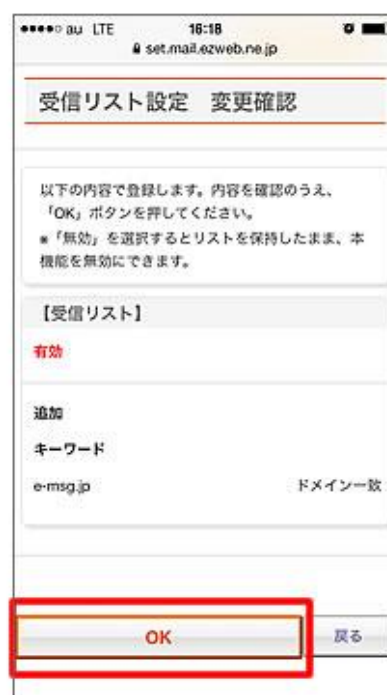 au LTE 16:18
set.mail.ezweb.ne.jp
受信リスト設定 変更確認
以下の内容で登録します。内容を確認のうえ、
「OK」ボタンを押してください。
※「無効」を選択するとリストを保持したまま、本
機能を無効にできます。
【受信リスト】
有効
追加
キーワード
e-msg.jp ドメイン一致
OK 戻る